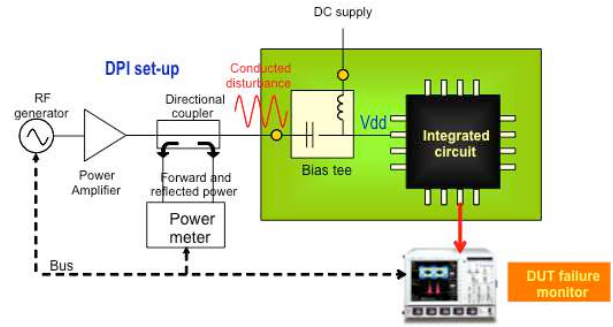 DC supply
DPI set-up
Conducted
disturbance
RF
generator
Directional
coupler
Vdd
Integrated
circuit
Power
Amplifier
Forward and
reflected power
Bias tee
Power
meter
Bus
DUT failure
monitor